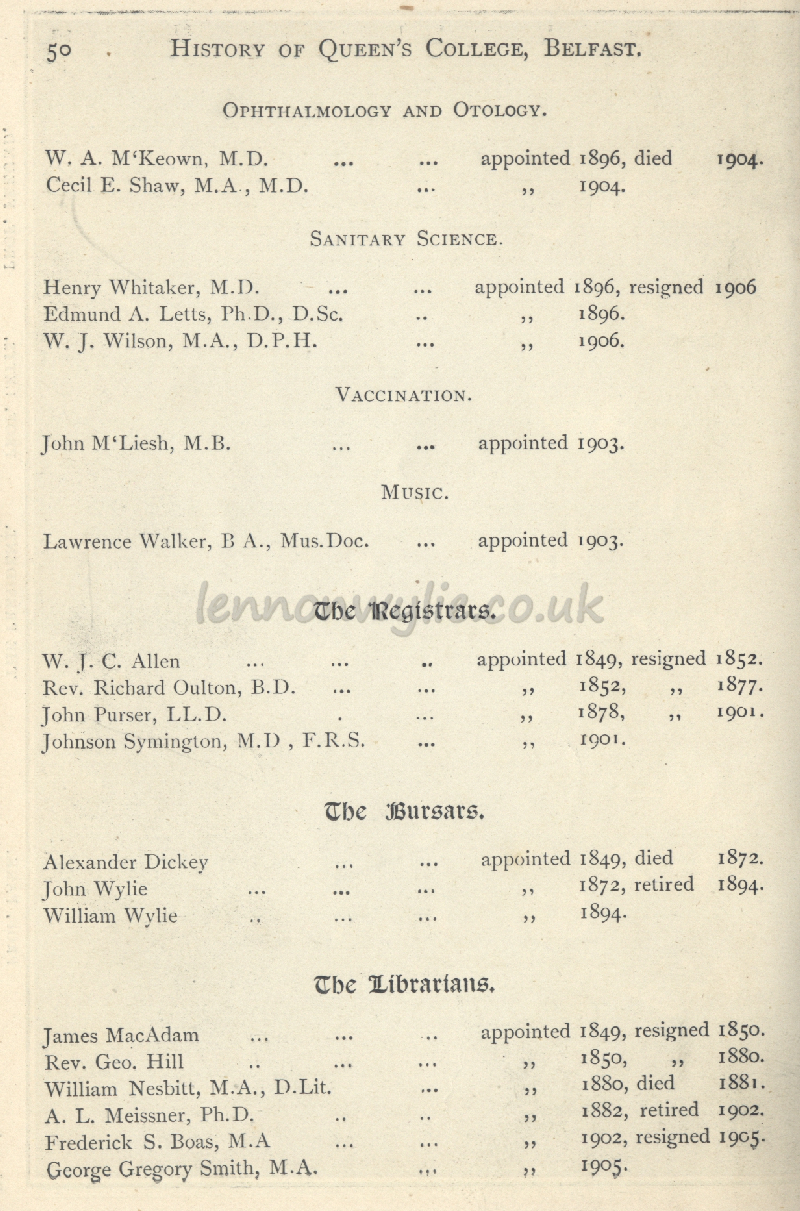 50 . HISTORY OF QUEEN'S COLLEGE, BELFAST.
OPHTHALMOLOGY AND OTOLOGY.
W. A. M‘Keown, M.D. ... ... appointed 1896, died 1904.
Cecil E. Shaw, M.A., M.D. ... ,, 1904.
SANITARY SCIENCE.
Henry Whitaker, M.D. ... ... appointed 1896, resigned 1906
Edmund A. Letts, Ph.D., D.Sc. .. ,, 1896.
W. J. Wilson, M.A., D.P.H. ... ,, 1906.
VACCINATION.
John M‘Liesh, M.B. ... ... appointed 1903.
MUSIC.
Lawrence Walker, B A., Mus.Doc. ... appointed 1903.
lennonwylie.co.uk
The Registrars.
W. J. C. Allen ... ... .. appointed 1849, resigned 1852.
Rev. Richard Oulton, B.D. ... ... ,, 1852, ,, 1877.
John Purser, LL.D. . ... ,, 1878, ,, 1901.
Johnson Symington, M.D , F.R.S. ... ,, 1901.
The Bursars.
Alexander Dickey ... ... appointed 1849, died 1872.
John Wylie ... ... ... ,, 1872, retired 1894.
William Wylie .. ... ... ,, 1894.
The Librarians.
James MacAdam ... ... .. appointed 1849, resigned 1850.
Rev. Geo. Hill .. ... ... ,, 1850, ,, 1880.
William Nesbitt, M.A., D.Lit. ... ,, 1880, died 1881.
A. L. Meissner, Ph.D. .. .. ,, 1882, retired 1902.
Frederick S. Boas, M.A ... ... ,, 1902, resigned 1905.
George Gregory Smith, M.A. ... ,, 1905.